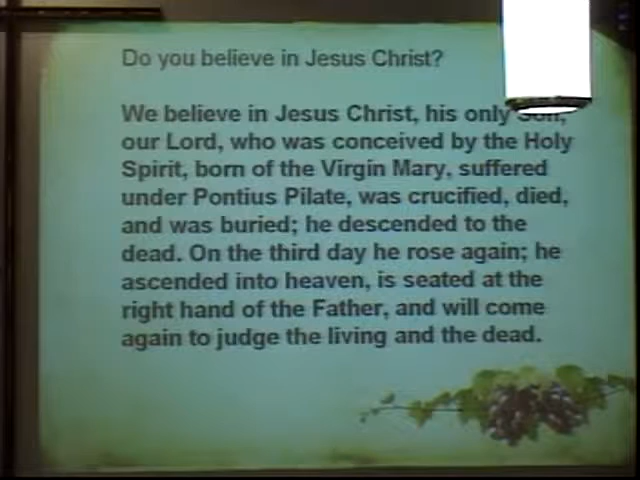 Do you believe in Jesus Christ?
We believe in Jesus Christ, his only Son,
our Lord, who was conceived by the Holy
Spirit, born of the Virgin Mary, suffered
under Pontius Pilate, was crucified, died,
and was buried; he descended to the
dead. On the third day he rose again; he
ascended into heaven, is seated at the
right hand of the Father, and will come
again to judge the living and the dead.